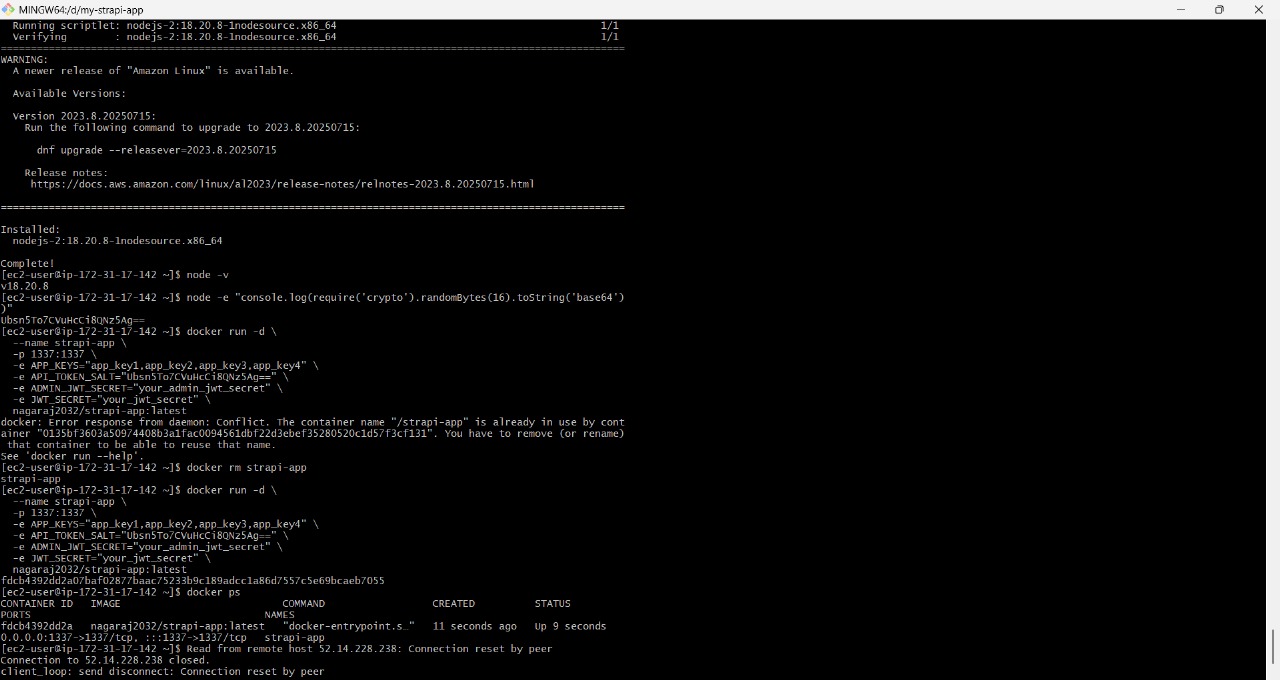 MINGW64:/d/my-strapi-app
  Running scriptlet: nodejs-2:18.20.8-1nodesource.x86_64                                            1/1
  Verifying        : nodejs-2:18.20.8-1nodesource.x86_64                                            1/1
========================================================================================================
WARNING:
  A newer release of "Amazon Linux" is available.
  Available Versions:
  Version 2023.8.20250715:
    Run the following command to upgrade to 2023.8.20250715:
      dnf upgrade --releasever=2023.8.20250715
    Release notes:
     https://docs.aws.amazon.com/linux/al2023/release-notes/relnotes-2023.8.20250715.html
========================================================================================================
Installed:
  nodejs-2:18.20.8-1nodesource.x86_64
Complete!
[ec2-user@ip-172-31-17-142 ~]$ node -v
v18.20.8
[ec2-user@ip-172-31-17-142 ~]$ node -e "console.log(require('crypto').randomBytes(16).toString('base64')
)"
Ubsn5To7CVuHcCi8QNz5Ag==
[ec2-user@ip-172-31-17-142 ~]$ docker run -d \
  --name strapi-app \
  -p 1337:1337 \
  -e APP_KEYS="app_key1,app_key2,app_key3,app_key4" \
  -e API_TOKEN_SALT="Ubsn5To7CVuHcCi8QNz5Ag==" \
  -e ADMIN_JWT_SECRET="your_admin_jwt_secret" \
  -e JWT_SECRET="your_jwt_secret" \
  nagaraj2032/strapi-app:latest
docker: Error response from daemon: Conflict. The container name "/strapi-app" is already in use by cont
ainer "0135bf3603a50974408b3a1fac0094561dbf22d3ebef35280520c1d57f3cf131". You have to remove (or rename)
 that container to be able to reuse that name.
See 'docker run --help'.
[ec2-user@ip-172-31-17-142 ~]$ docker rm strapi-app
strapi-app
[ec2-user@ip-172-31-17-142 ~]$ docker run -d \
  --name strapi-app \
  -p 1337:1337 \
  -e APP_KEYS="app_key1,app_key2,app_key3,app_key4" \
  -e API_TOKEN_SALT="Ubsn5To7CVuHcCi8QNz5Ag==" \
  -e ADMIN_JWT_SECRET="your_admin_jwt_secret" \
  -e JWT_SECRET="your_jwt_secret" \
  nagaraj2032/strapi-app:latest
fdcb4392dd2a07baf02877baac75233b9c189adcc1a86d7557c5e69bcaeb7055
[ec2-user@ip-172-31-17-142 ~]$ docker ps
CONTAINER ID   IMAGE                           COMMAND                  CREATED          STATUS
PORTS                                       NAMES
fdcb4392dd2a   nagaraj2032/strapi-app:latest   "docker-entrypoint.s…"   11 seconds ago   Up 9 seconds
0.0.0.0:1337->1337/tcp, :::1337->1337/tcp   strapi-app
[ec2-user@ip-172-31-17-142 ~]$ Read from remote host 52.14.228.238: Connection reset by peer
Connection to 52.14.228.238 closed.
client_loop: send disconnect: Connection reset by peer